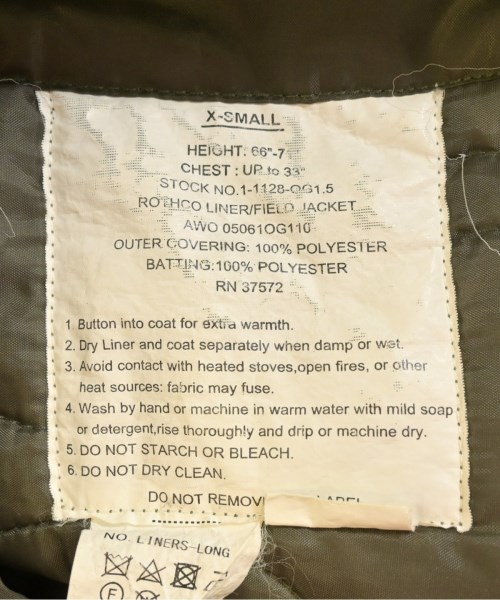 X-SMALL
HEIGHT: 66"-7
CHEST : UP to 33"
STOCK NO.1-1128-OG1.5
ROTHCO LINER/FIELD JACKET
AWO 05061OG110
OUTER COVERING: 100% POLYESTER
BATTING:100% POLYESTER
RN 37572
1. Button into coat for extra warmth.
2. Dry Liner and coat separately when damp or wet.
3. Avoid contact with heated stoves,open fires, or other
heat sources: fabric may fuse.
4. Wash by hand or machine in warm water with mild soap
or detergent,rise thoroughly and drip or machine dry.
5. DO NOT STARCH OR BLEACH.
6. DO NOT DRY CLEAN.
DO NOT REMOV LABEL
NO. LINERS-LONG
F